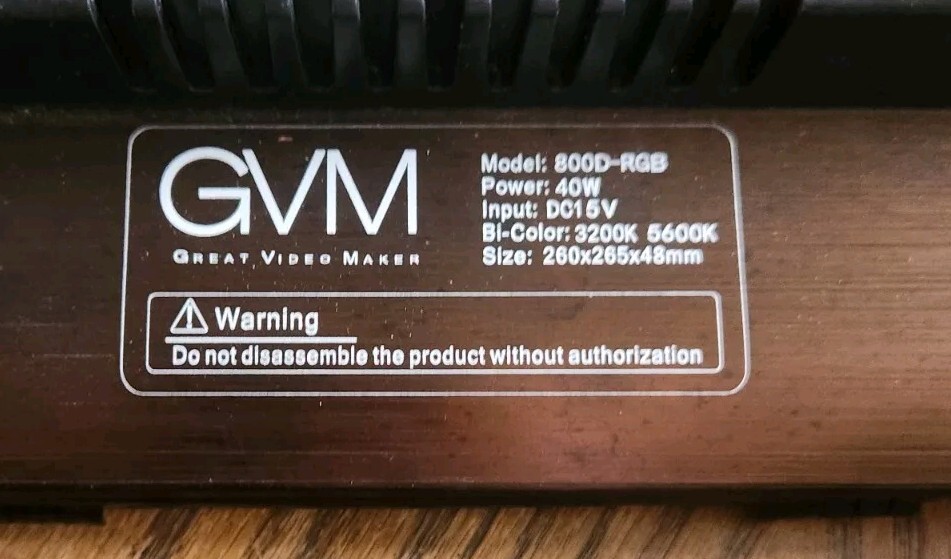 GVM
GREAT VIDEO MAKER
Model: 800D-RGB
Power: 40W
Input: DC15V
Bi-Color: 3200K 5600K
Size: 260x265x48mm
Warning
Do not disassemble the product without authorization